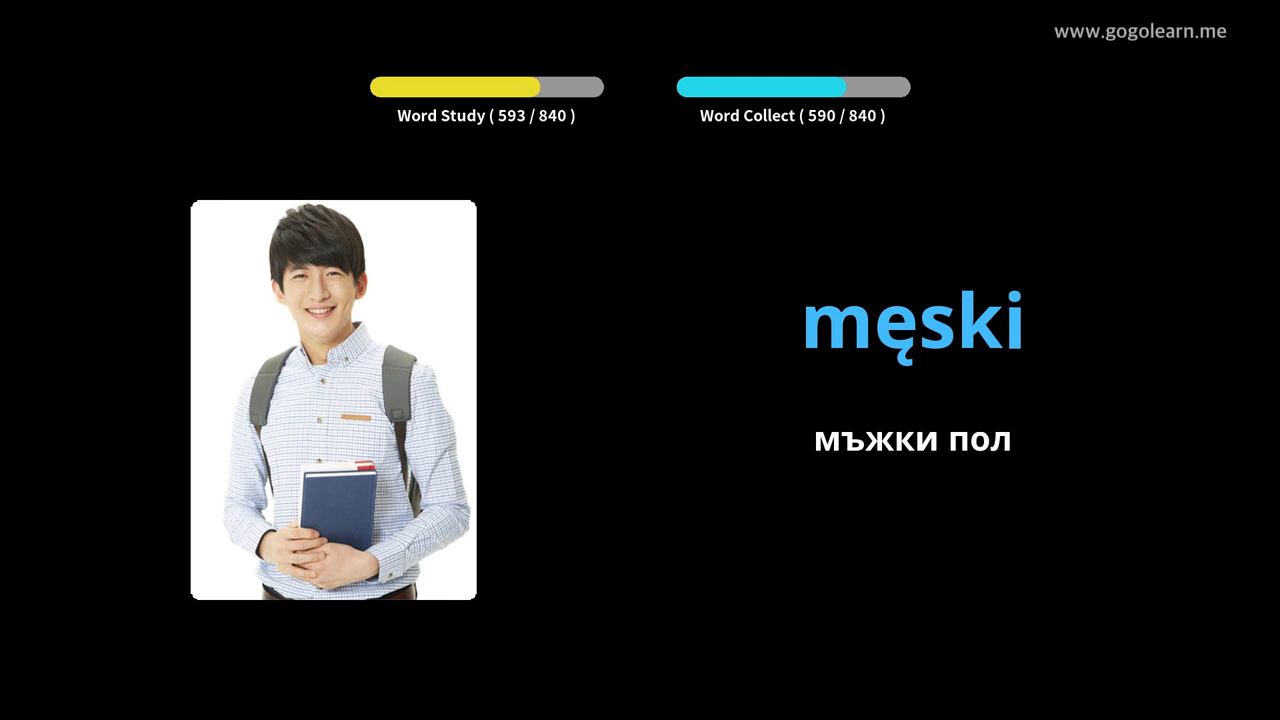 www.gogolearn.me
Word Study ( 593 / 840 )
Word Collect ( 590 / 840 )
męski
мъжки пол